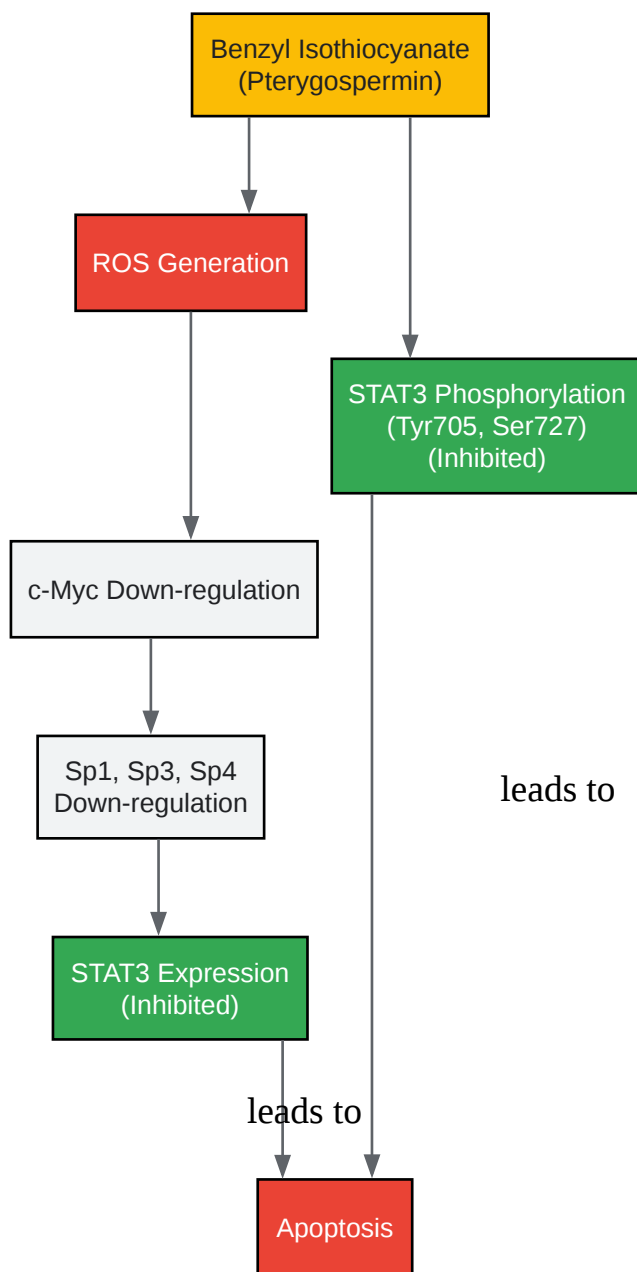 Benzyl Isothiocyanate
(Pterygospermin)
ROS Generation
STAT3 Phosphorylation
(Tyr705, Ser727)
(Inhibited)
c-Myc Down-regulation
Sp1, Sp3, Sp4
Down-regulation
leads to
STAT3 Expression
(Inhibited)
leads to
Apoptosis